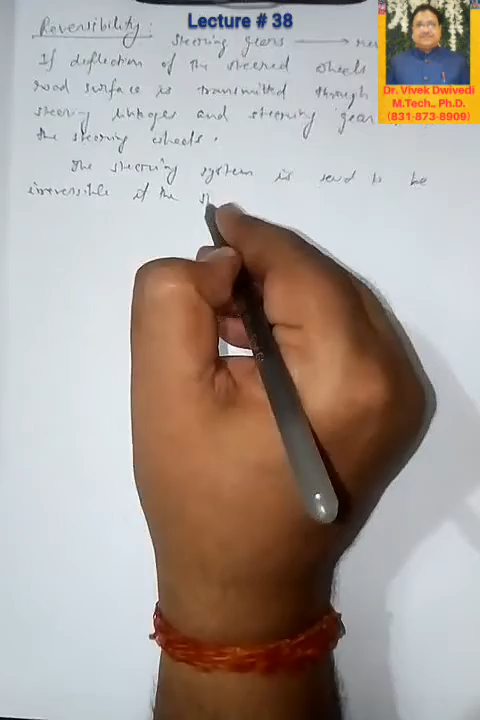 Lecture # 38
Reversibility : Steering gears → rev
If deflection of the steered wheels
road surface is transmitted through
steering linkages and steering gear
the steering wheels.
The steering system is said to be
irreversible if the st
Dr. Vivek Dwivedi
M.Tech., Ph.D.
(831-873-8909)